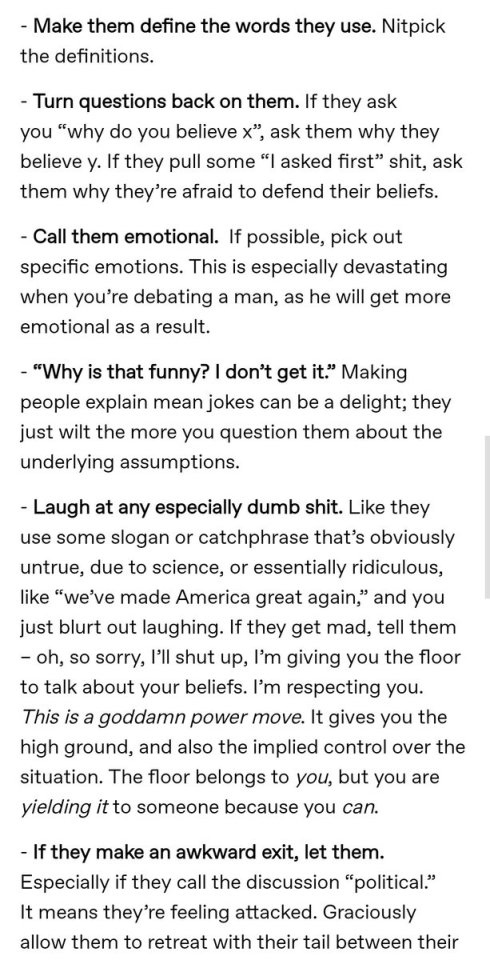 - Make them define the words they use. Nitpick
the definitions.
- Turn questions back on them. If they ask
you “why do you believe x”, ask them why they
believe y. If they pull some “I asked first” shit, ask
them why they’re afraid to defend their beliefs.
- Call them emotional.  If possible, pick out
specific emotions. This is especially devastating
when you’re debating a man, as he will get more
emotional as a result.
- “Why is that funny? I don’t get it.” Making
people explain mean jokes can be a delight; they
just wilt the more you question them about the
underlying assumptions.
- Laugh at any especially dumb shit. Like they
use some slogan or catchphrase that’s obviously
untrue, due to science, or essentially ridiculous,
like “we’ve made America great again,” and you
just blurt out laughing. If they get mad, tell them
– oh, so sorry, I’ll shut up, I’m giving you the floor
to talk about your beliefs. I’m respecting you.
This is a goddamn power move. It gives you the
high ground, and also the implied control over the
situation. The floor belongs to you, but you are
yielding it to someone because you can.
- If they make an awkward exit, let them.
Especially if they call the discussion “political.”
It means they’re feeling attacked. Graciously
allow them to retreat with their tail between their